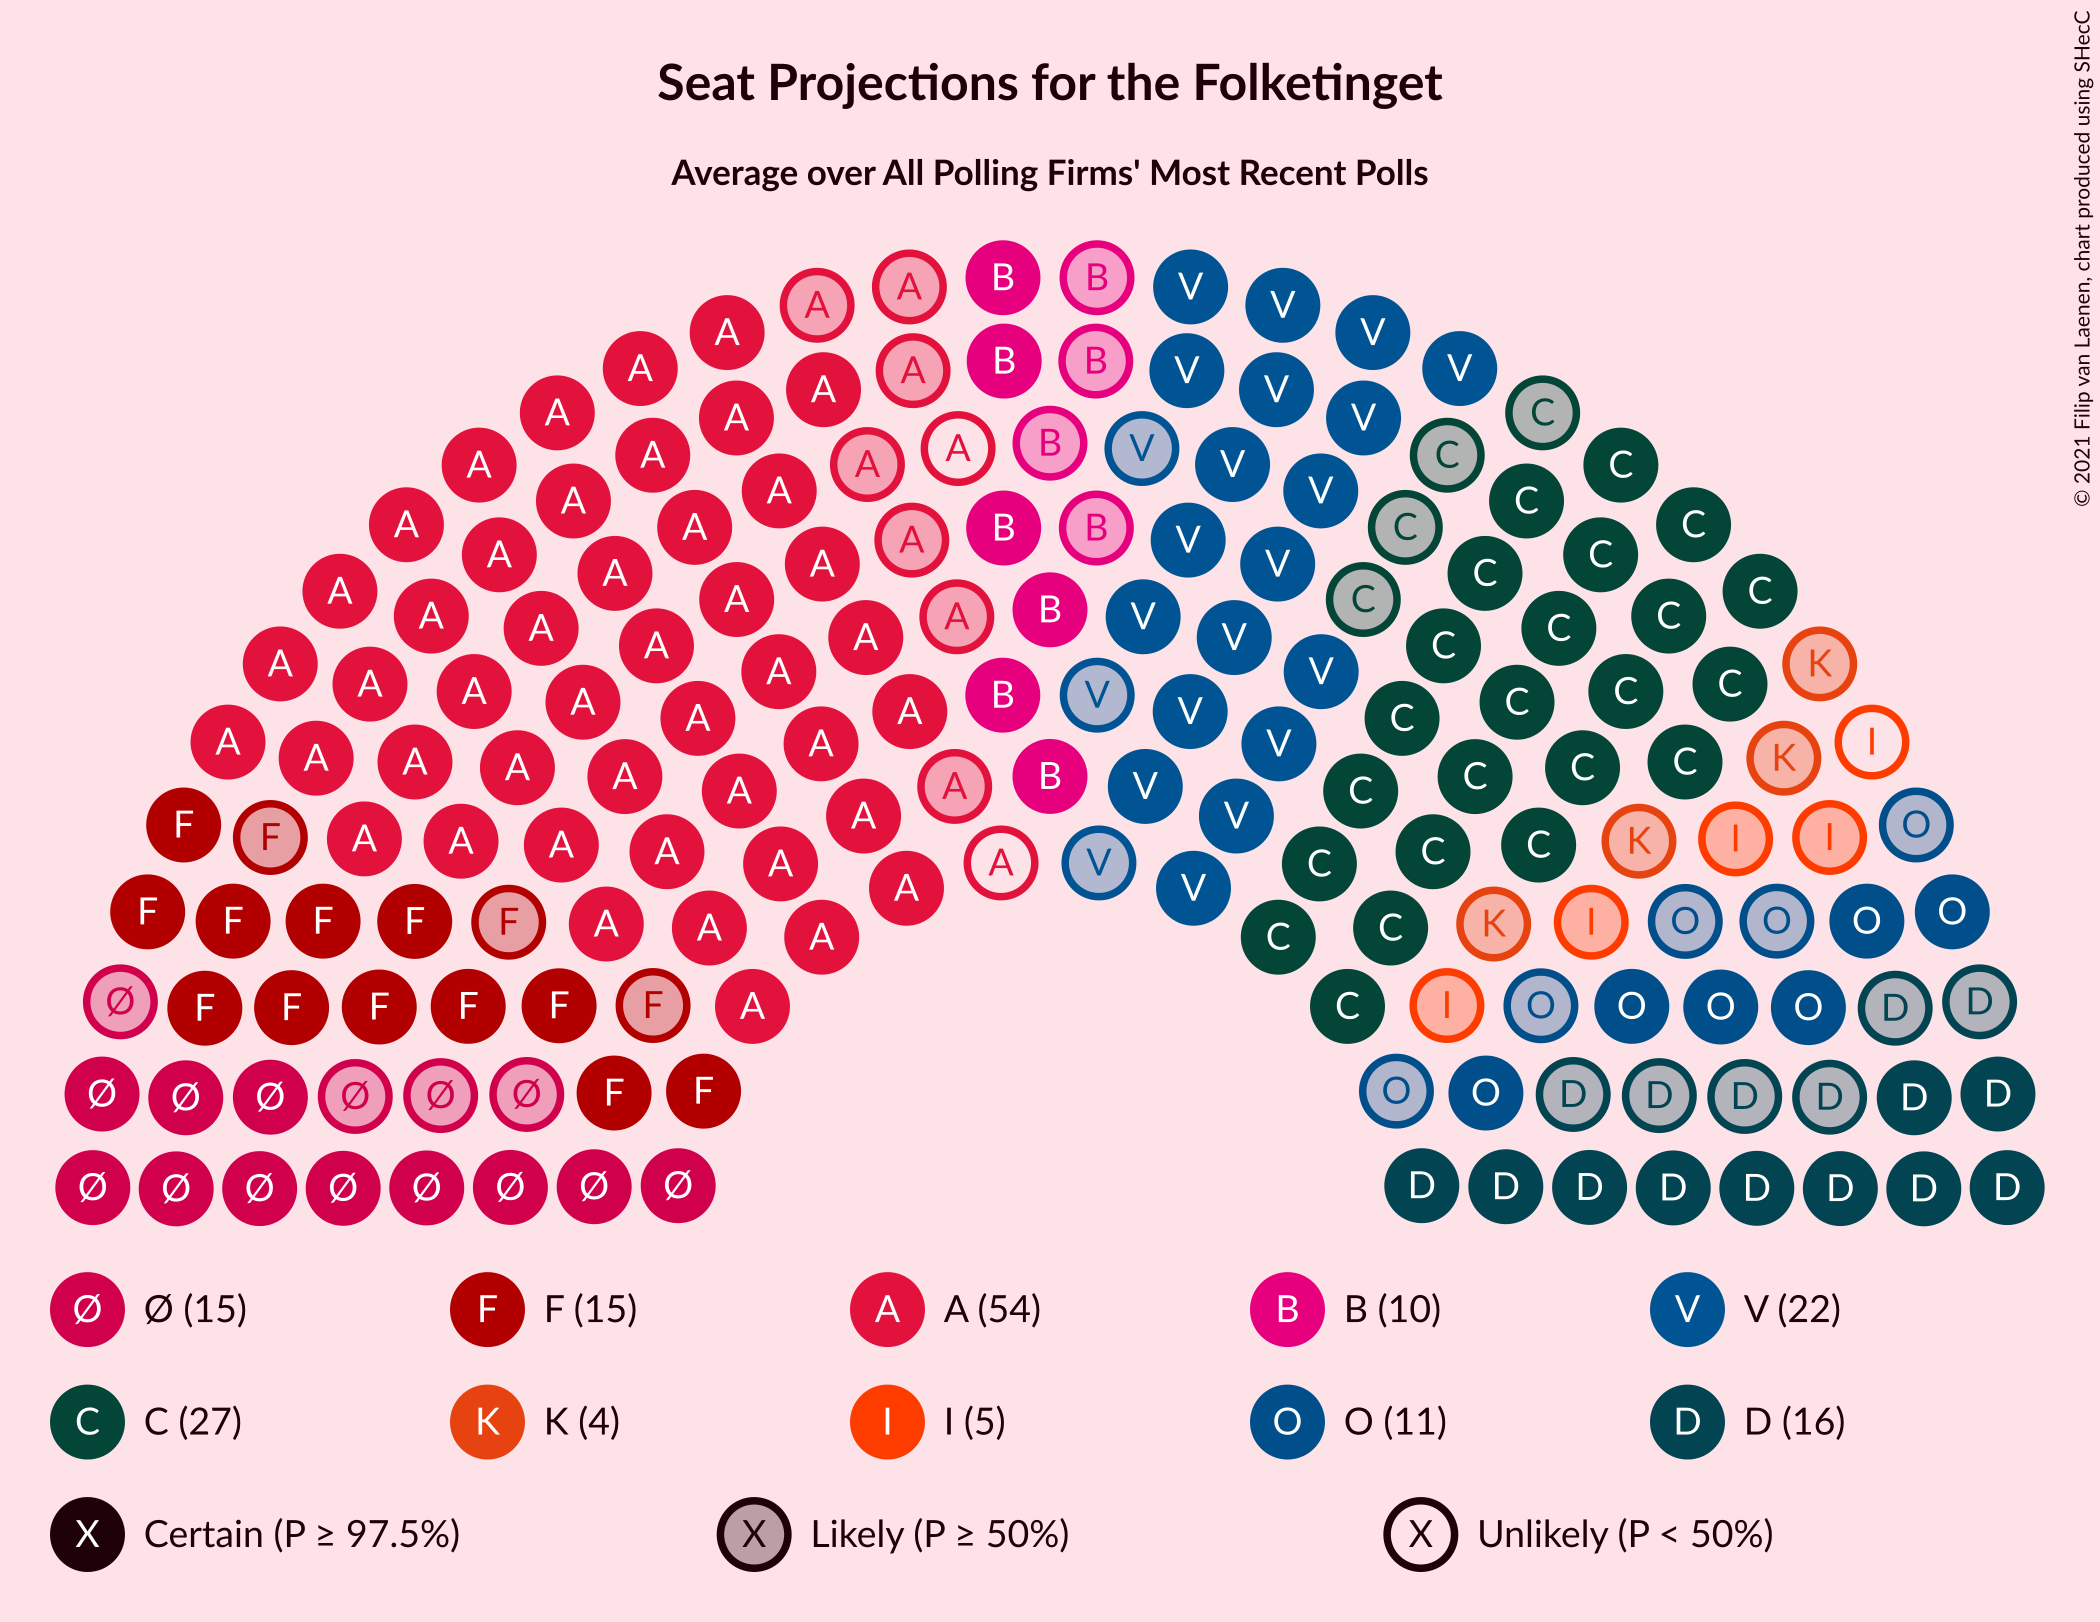 Seat Projections for the Folketinget
Average over All Polling Firms' Most Recent Polls
© 2021 Filip van Laenen, chart produced using SHecC
B B
A V
A V
A V
A A B B V V
A V
A A V C
A A A A B V V C C
A A V C
A A B B C C
A A A V V C
A A A C C C
A A A A B V V C C
A A A V C K
A A A A A B V V C C C C
A A A A A A A A B V V C C C C K I
F F A A A A A A A V V C C C K I I O
F F F F F A A A A V C C K I O O O O
Ø F F F F F F A C I O O O O D D
Ø Ø Ø Ø Ø Ø F F O O D D D D D D
Ø Ø Ø Ø Ø Ø Ø Ø D D D D D D D D
Ø Ø (15) F F (15) A A (54) B B (10) V V (22)
C C (27) K K (4) I I (5) O O (11) D D (16)
X Certain (P ≥ 97.5%) X Likely (P ≥ 50%) X Unlikely (P < 50%)